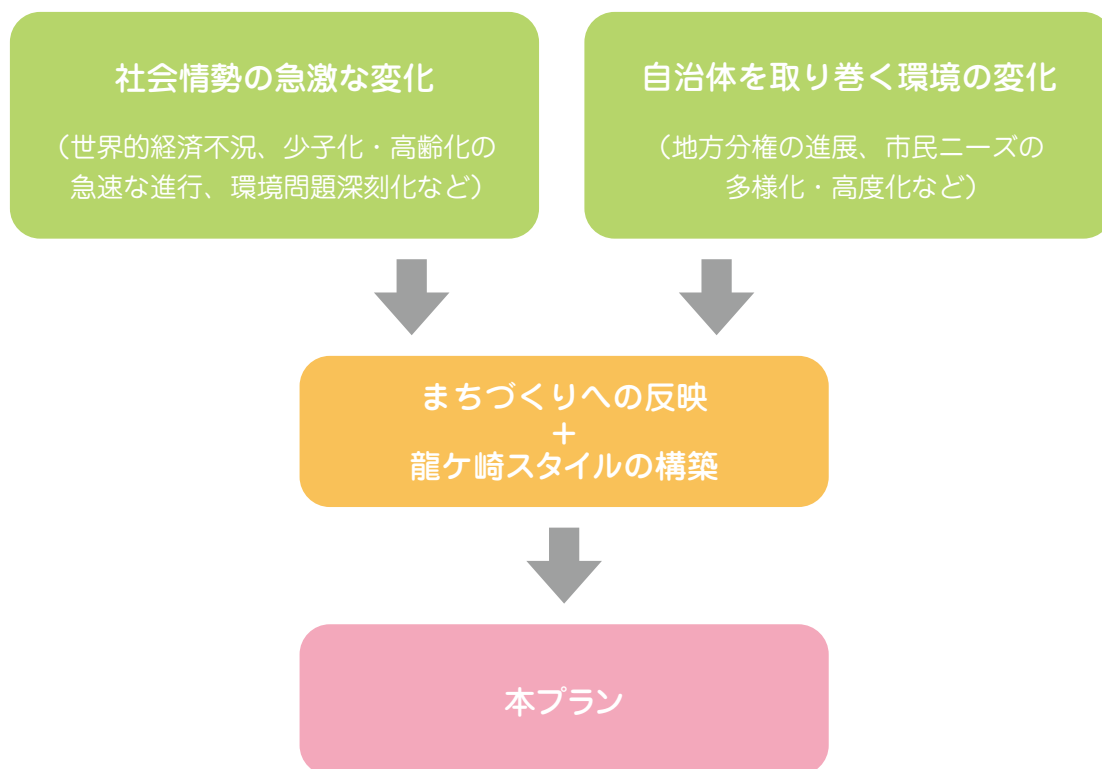 社会情勢の急激な変化
(世界的経済不況、少子化・高齢化の
急速な進行、環境問題深刻化など)
自治体を取り巻く環境の変化
(地方分権の進展、市民ニーズの
多様化・高度化など)
まちづくりへの反映
+
龍ケ崎スタイルの構築
本プラン